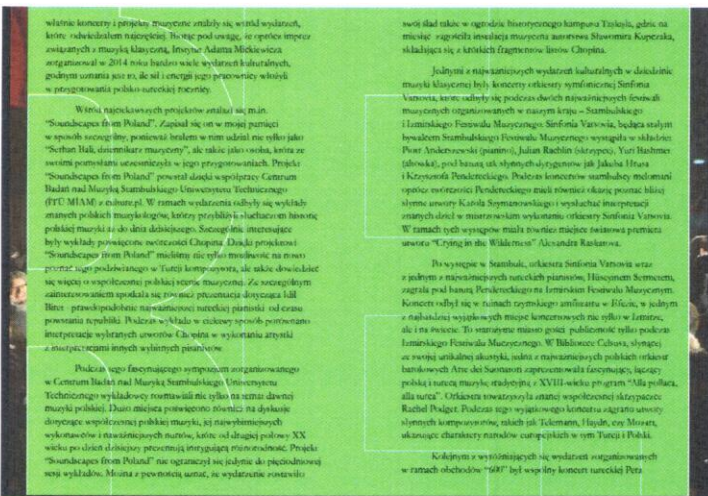 właśnie koncerty i projekty muzyczne znalazły się wśród wydarzeń,
które odwiedzałem najczęściej. Biorąc pod uwagę, że oprócz imprez
związanych z muzyką klasyczną, Instytut Adama Mickiewicza
zorganizował w 2014 roku bardzo wiele wydarzeń kulturalnych,
godnym uznania jest to, ile sił i energii jego pracownicy włożyli
w przygotowania polsko-tureckiej rocznicy.
Wśród najciekawszych projektów znalazł się m.in.
"Soundscapes from Poland". Zapisał się on w mojej pamięci
w sposób szczególny, ponieważ brałem w nim udział nie tylko jako
"Serhan Bali, dziennikarz muzyczny", ale także jako osoba, która ze
swoimi pomysłami uczestniczyła w jego przygotowaniach. Projekt
"Soundscapes from Poland" powstał dzięki współpracy Centrum
Badań nad Muzyką Stambulskiego Uniwersytetu Technicznego
(İTÜ MİAM) z culture.pl. W ramach wydarzenia odbyły się wykłady
znanych polskich muzykologów, którzy przybliżyli słuchaczom historię
polskiej muzyki aż do dnia dzisiejszego. Szczególnie interesujące
były wykłady poświęcone twórczości Chopina. Dzięki projektowi
"Soundscapes from Poland" mieliśmy nie tylko możliwość na nowo
poznać tego podziwianego w Turcji kompozytora, ale także dowiedzieć
się więcej o współczesnej polskiej scenie muzycznej. Za szczególnym
zainteresowaniem spotkała się również prezentacja dotycząca İdil
Biret - prawdopodobnie najważniejszej tureckiej pianistki od czasu
powstania republiki. Podczas wykładu w ciekawy sposób porównano
interpretacje wybranych utworów Chopina w wykonaniu artystki
z interpretacjami innych wybitnych pianistów.
Podczas tego fascynującego sympozjum zorganizowanego
w Centrum Badań nad Muzyką Stambulskiego Uniwersytetu
Technicznego wykładowcy rozmawiali nie tylko na temat dawnej
muzyki polskiej. Dużo miejsca poświęcono również na dyskusje
dotyczące współczesnej polskiej muzyki, jej najwybitniejszych
wykonawców i najważniejszych nurtów, które od drugiej połowy XX
wieku po dzień dzisiejszy prezentują intrygującą różnorodność. Projekt
"Soundscapes from Poland" nie ograniczył się jedynie do pięciodniowej
sesji wykładów. Można z pewnością uznać, że wydarzenie zostawiło
swój ślad także w ogrodzie historycznego kampusu Taşkışla, gdzie na
miesiąc zagościła instalacja muzyczna autorstwa Sławomira Kupczaka,
składająca się z krótkich fragmentów listów Chopina.
Jednymi z najważniejszych wydarzeń kulturalnych w dziedzinie
muzyki klasycznej były koncerty orkiestry symfonicznej Sinfonia
Varsovia, które odbyły się podczas dwóch najważniejszych festiwali
muzycznych organizowanych w naszym kraju – Stambulskiego
i Izmirskiego Festiwalu Muzycznego. Sinfonia Varsovia, będąca stałym
bywalcem Stambulskiego Festiwalu Muzycznego wystąpiła w składzie:
Piotr Anderszewski (pianino), Julian Rachlin (skrzypce), Yuri Bashmet
(altówka), pod batutą tak słynnych dyrygentów jak Jakuba Hrusa
i Krzysztofa Pendereckiego. Podczas koncertów stambulscy melomani
oprócz twórczości Pendereckiego mieli również okazję poznać bliżej
słynne utwory Karola Szymanowskiego i wysłuchać interpretacji
znanych dzieł w mistrzowskim wykonaniu orkiestry Sinfonia Varsovia.
W ramach tych występów miała również miejsce światowa premiera
utworu "Crying in the Wilderness" Alexandra Raskatova.
Po występie w Stambule, orkiestra Sinfonia Varsovia wraz
z jednym z najważniejszych tureckich pianistów, Hüseyinem Sermetem,
zagrała pod batutą Pendereckiego na Izmirskim Festiwalu Muzycznym.
Koncert odbył się w ruinach rzymskiego amfiteatru w Efezie, w jednym
z najbardziej wyjątkowych miejsc koncertowych nie tylko w Izmirze,
ale i na świecie. To starożytne miasto gości publiczność tylko podczas
Izmirskiego Festiwalu Muzycznego. W Bibliotece Celsusa, słynącej
ze swojej unikalnej akustyki, jedna z najważniejszych polskich orkiestr
barokowych Arte dei Suonatori zaprezentowała fascynujący, łączący
polską i turecką muzykę tradycyjną z XVIII-wieku program "Alla pollaca,
alla turca". Orkiestrze towarzyszyła znanej współczesnej skrzypaczce
Rachel Podger. Podczas tego wyjątkowego koncertu zagrano utwory
słynnych kompozytorów, takich jak Telemann, Haydn, czy Mozart,
ukazujące charaktery narodów europejskich w tym Turcji i Polski.
Kolejnym z wyróżniających się wydarzeń zorganizowanych
w ramach obchodów "600" był wspólny koncert tureckiej Pera